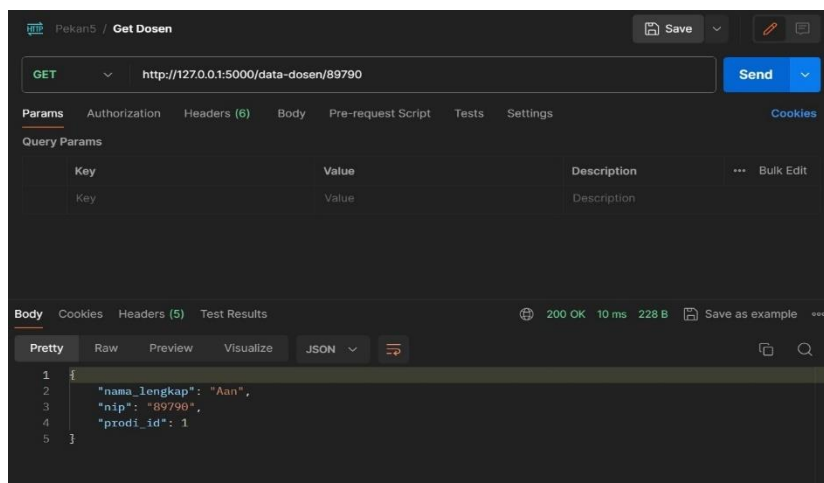 HTTP Pekan5 / Get Dosen Save
GET http://127.0.0.1:5000/data-dosen/89790 Send
Params Authorization Headers (6) Body Pre-request Script Tests Settings Cookies
Query Params
Key Value Description ••• Bulk Edit
Key Value Description
Body Cookies Headers (5) Test Results 200 OK 10 ms 228 B Save as example •••
Pretty Raw Preview Visualize JSON
1 {
2 "nama_lengkap": "Aan",
3 "nip": "89790",
4 "prodi_id": 1
5 }